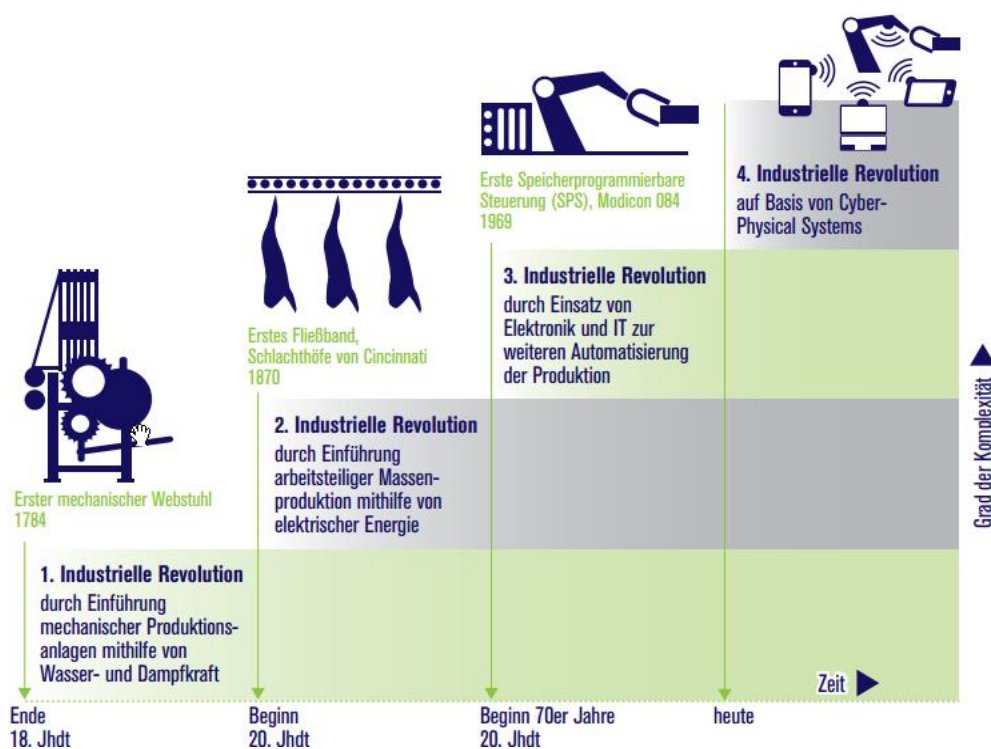 4. Industrielle Revolution
auf Basis von Cyber-
Physical Systems
Erste Speicherprogrammierbare
Steuerung (SPS), Modicon 084
1969
3. Industrielle Revolution
durch Einsatz von
Elektronik und IT zur
weiteren Automatisierung
der Produktion
Erstes Fließband,
Schlachthöfe von Cincinnati
1870
2. Industrielle Revolution
durch Einführung
arbeitsteiliger Massen-
produktion mithilfe von
elektrischer Energie
Erster mechanischer Webstuhl
1784
1. Industrielle Revolution
durch Einführung
mechanischer Produktions-
anlagen mithilfe von
Wasser- und Dampfkraft
Grad der Komplexität
Zeit
Ende
18. Jhdt
Beginn
20. Jhdt
Beginn 70er Jahre
20. Jhdt
heute